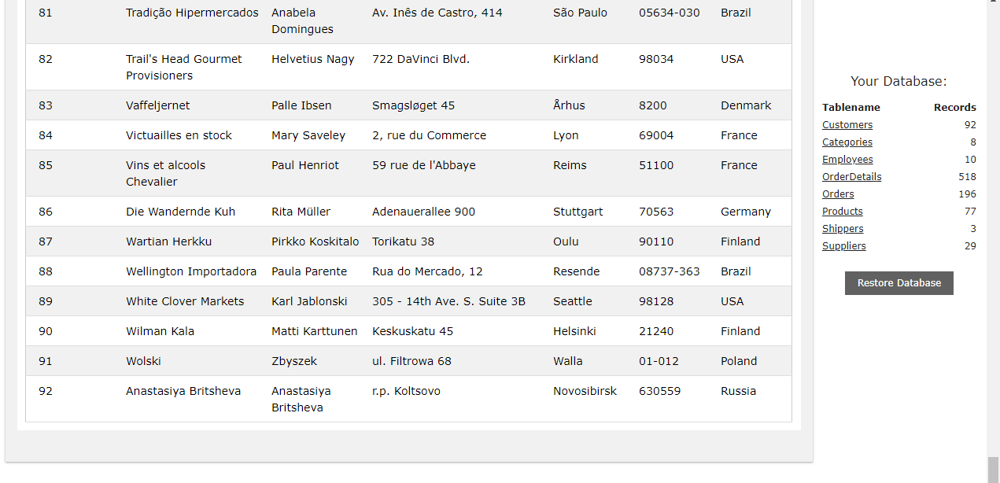 81 Tradição Hipermercados Anabela Domingues Av. Inês de Castro, 414 São Paulo 05634-030 Brazil
82 Trail's Head Gourmet Provisioners Helvetius Nagy 722 DaVinci Blvd. Kirkland 98034 USA
83 Vaffeljernet Palle Ibsen Smagsløget 45 Århus 8200 Denmark
84 Victuailles en stock Mary Saveley 2, rue du Commerce Lyon 69004 France
85 Vins et alcools Chevalier Paul Henriot 59 rue de l'Abbaye Reims 51100 France
86 Die Wandernde Kuh Rita Müller Adenauerallee 900 Stuttgart 70563 Germany
87 Wartian Herkku Pirkko Koskitalo Torikatu 38 Oulu 90110 Finland
88 Wellington Importadora Paula Parente Rua do Mercado, 12 Resende 08737-363 Brazil
89 White Clover Markets Karl Jablonski 305 - 14th Ave. S. Suite 3B Seattle 98128 USA
90 Wilman Kala Matti Karttunen Keskuskatu 45 Helsinki 21240 Finland
91 Wolski Zbyszek ul. Filtrowa 68 Walla 01-012 Poland
92 Anastasiya Britsheva Anastasiya Britsheva r.p. Koltsovo Novosibirsk 630559 Russia
Your Database:
Tablename Records
Customers 92
Categories 8
Employees 10
OrderDetails 518
Orders 196
Products 77
Shippers 3
Suppliers 29
Restore Database